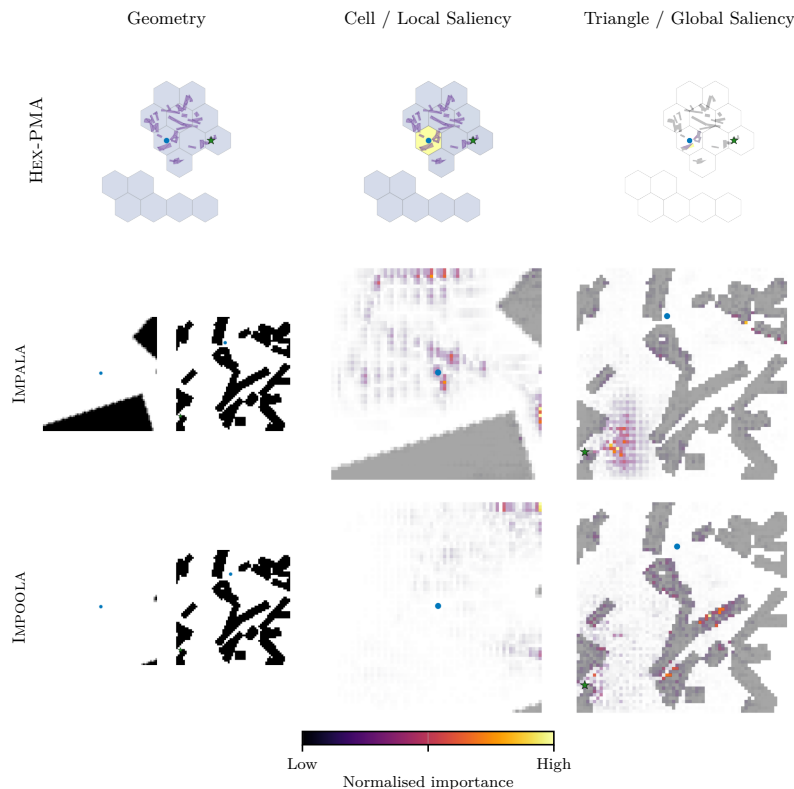 Geometry
Cell / Local Saliency
Triangle / Global Saliency
Hex-PMA
Impala
Impoola
Low
High
Normalised importance